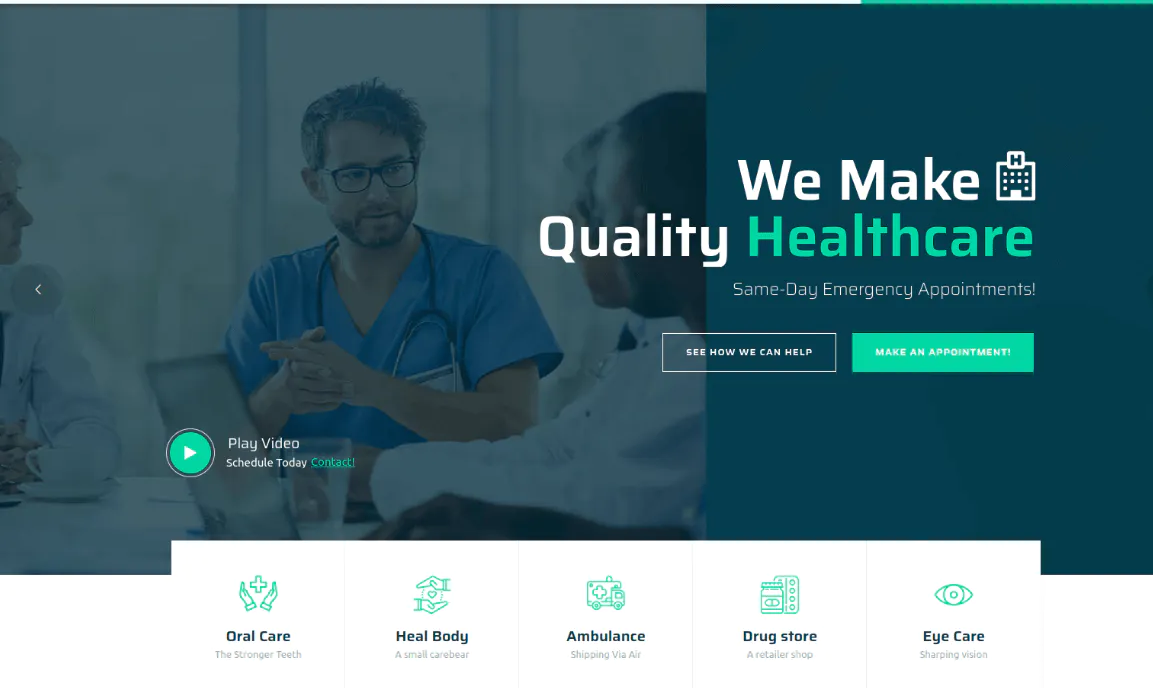 We Make
Quality Healthcare
Same-Day Emergency Appointments!
SEE HOW WE CAN HELP
MAKE AN APPOINTMENT!
Play Video
Schedule Today Contact!
Oral Care
The Stronger Teeth
Heal Body
A small carebear
Ambulance
Shipping Via Air
Drug store
A retailer shop
Eye Care
Sharping vision